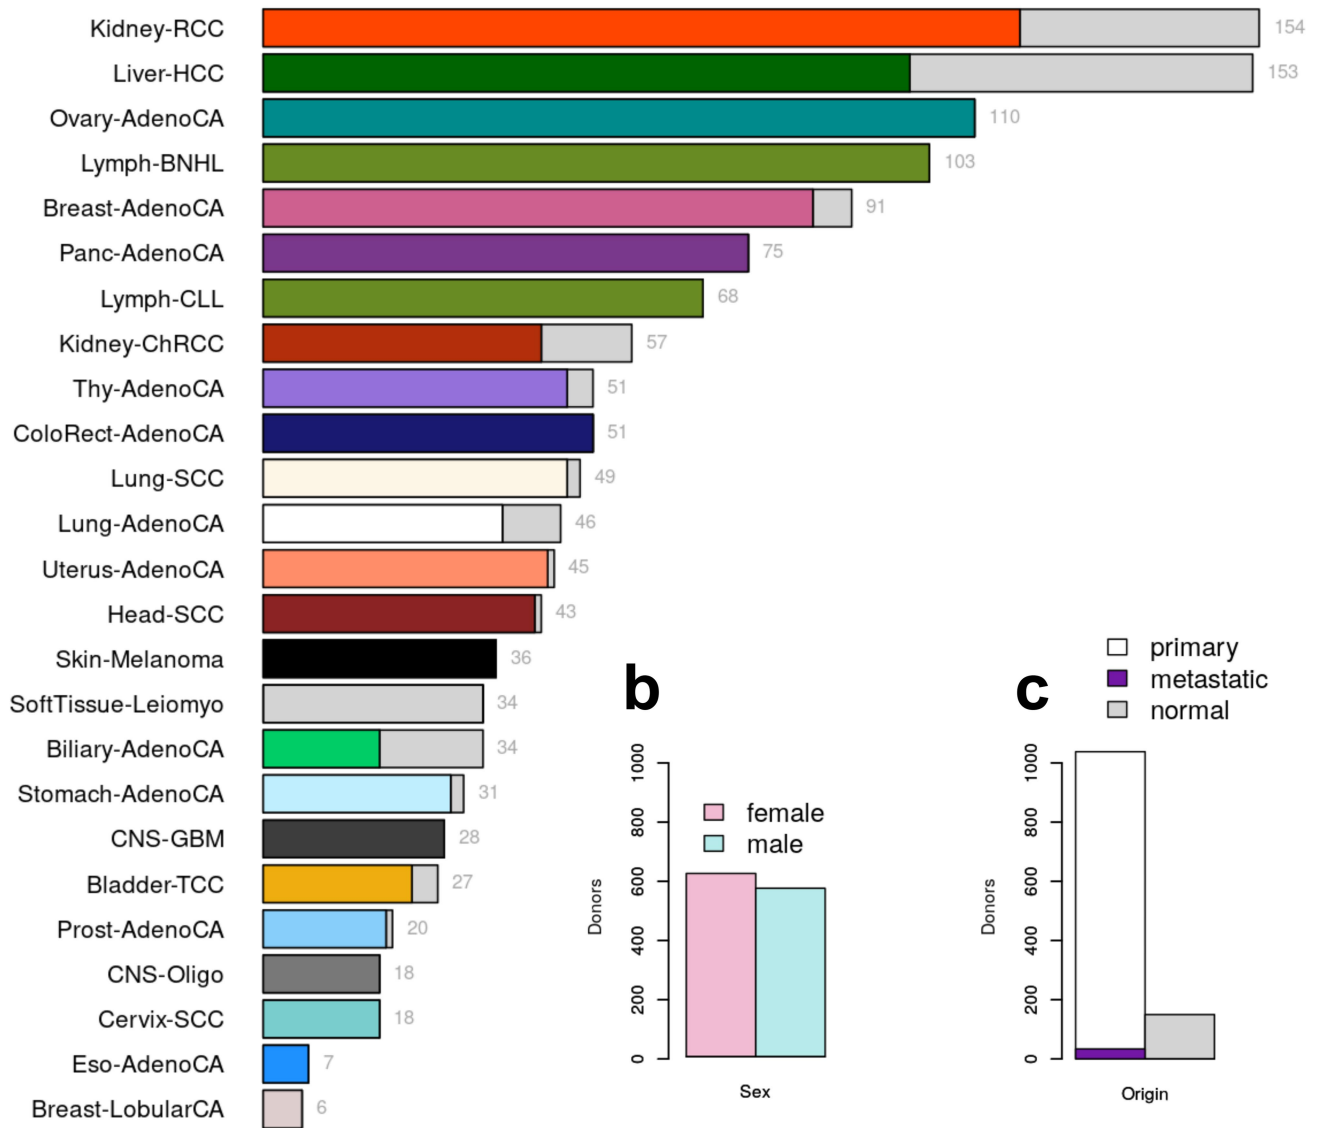 Kidney-RCC 154
Liver-HCC 153
Ovary-AdenoCA 110
Lymph-BNHL 103
Breast-AdenoCA 91
Panc-AdenoCA 75
Lymph-CLL 68
Kidney-ChRCC 57
Thy-AdenoCA 51
ColoRect-AdenoCA 51
Lung-SCC 49
Lung-AdenoCA 46
Uterus-AdenoCA 45
Head-SCC 43
Skin-Melanoma 36
SoftTissue-Leiomyo 34
Biliary-AdenoCA 34
Stomach-AdenoCA 31
CNS-GBM 28
Bladder-TCC 27
Prost-AdenoCA 20
CNS-Oligo 18
Cervix-SCC 18
Eso-AdenoCA 7
Breast-LobularCA 6
b
female
male
1000
800
600
400
200
0
Donors
Sex
c
primary
metastatic
normal
1000
800
600
400
200
0
Donors
Origin